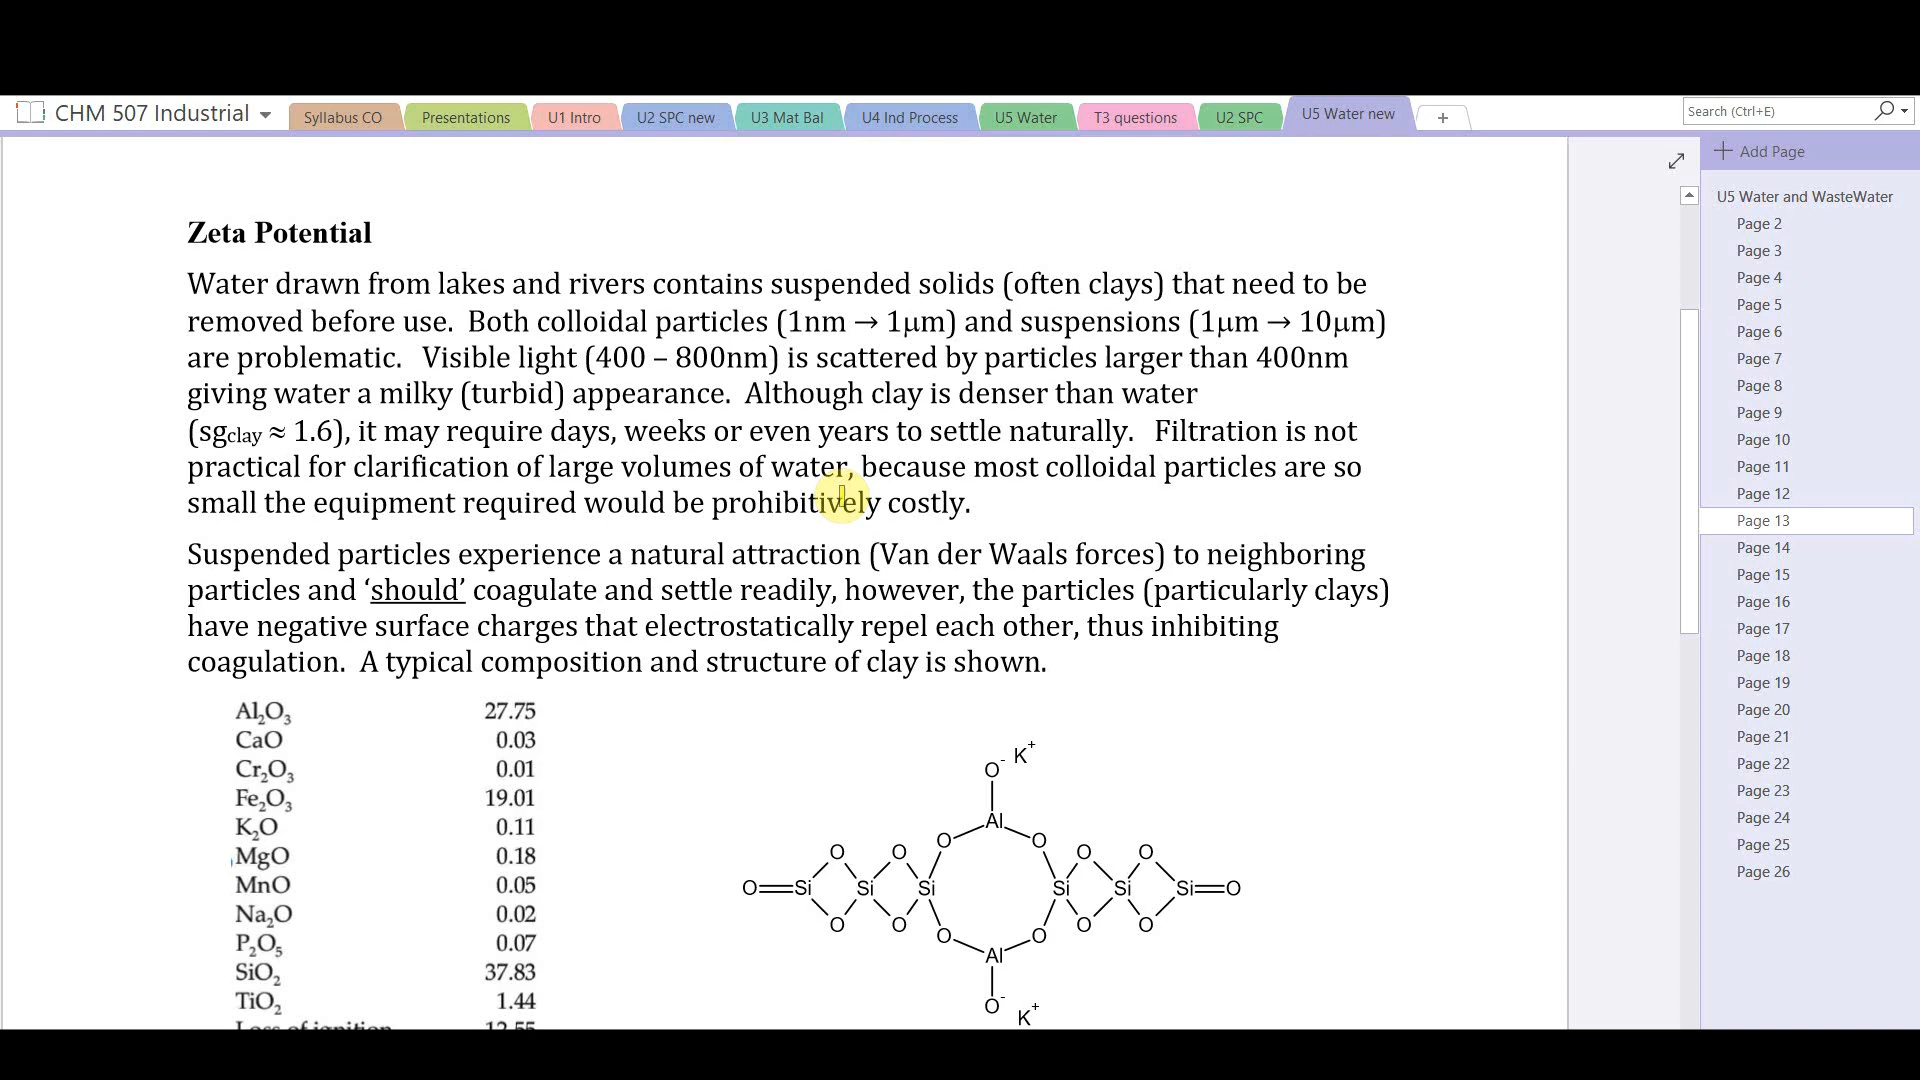 CHM 507 Industrial
Syllabus CO
Presentations
U1 Intro
U2 SPC new
U3 Mat Bal
U4 Ind Process
U5 Water
T3 questions
U2 SPC
U5 Water new
+
Search (Ctrl+E)
Add Page
U5 Water and WasteWater
Page 2
Page 3
Page 4
Page 5
Page 6
Page 7
Page 8
Page 9
Page 10
Page 11
Page 12
Page 13
Page 14
Page 15
Page 16
Page 17
Page 18
Page 19
Page 20
Page 21
Page 22
Page 23
Page 24
Page 25
Page 26
Zeta Potential
Water drawn from lakes and rivers contains suspended solids (often clays) that need to be
removed before use. Both colloidal particles (1nm → 1μm) and suspensions (1μm → 10μm)
are problematic. Visible light (400 – 800nm) is scattered by particles larger than 400nm
giving water a milky (turbid) appearance. Although clay is denser than water
(sgclay ≈ 1.6), it may require days, weeks or even years to settle naturally. Filtration is not
practical for clarification of large volumes of water, because most colloidal particles are so
small the equipment required would be prohibitively costly.
Suspended particles experience a natural attraction (Van der Waals forces) to neighboring
particles and ‘should’ coagulate and settle readily, however, the particles (particularly clays)
have negative surface charges that electrostatically repel each other, thus inhibiting
coagulation. A typical composition and structure of clay is shown.
Al₂O₃ 27.75
CaO 0.03
Cr₂O₃ 0.01
Fe₂O₃ 19.01
K₂O 0.11
MgO 0.18
MnO 0.05
Na₂O 0.02
P₂O₅ 0.07
SiO₂ 37.83
TiO₂ 1.44
Loss of ignition 12.55
O⁻ K⁺
Al
O O
O O O O
O Si Si Si Si Si Si O
O O O O
O O
Al
O⁻
K⁺